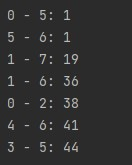 0 - 5: 1
5 - 6: 1
1 - 7: 19
1 - 6: 36
0 - 2: 38
4 - 6: 41
3 - 5: 44